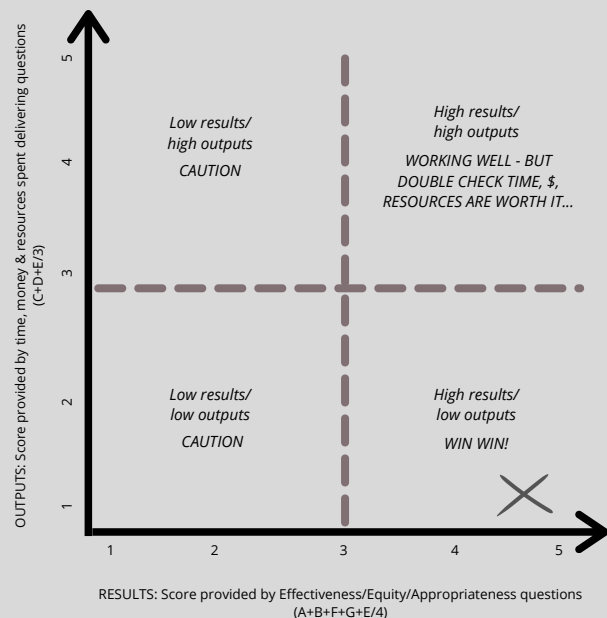 OUTPUTS: Score provided by time, money & resources spent delivering questions
(C+D+E/3)
5
4
3
2
1
Low results/
high outputs
CAUTION
High results/
high outputs
WORKING WELL - BUT
DOUBLE CHECK TIME, $,
RESOURCES ARE WORTH IT...
Low results/
low outputs
CAUTION
High results/
low outputs
WIN WIN!
1
2
3
4
5
RESULTS: Score provided by Effectiveness/Equity/Appropriateness questions
(A+B+F+G+E/4)